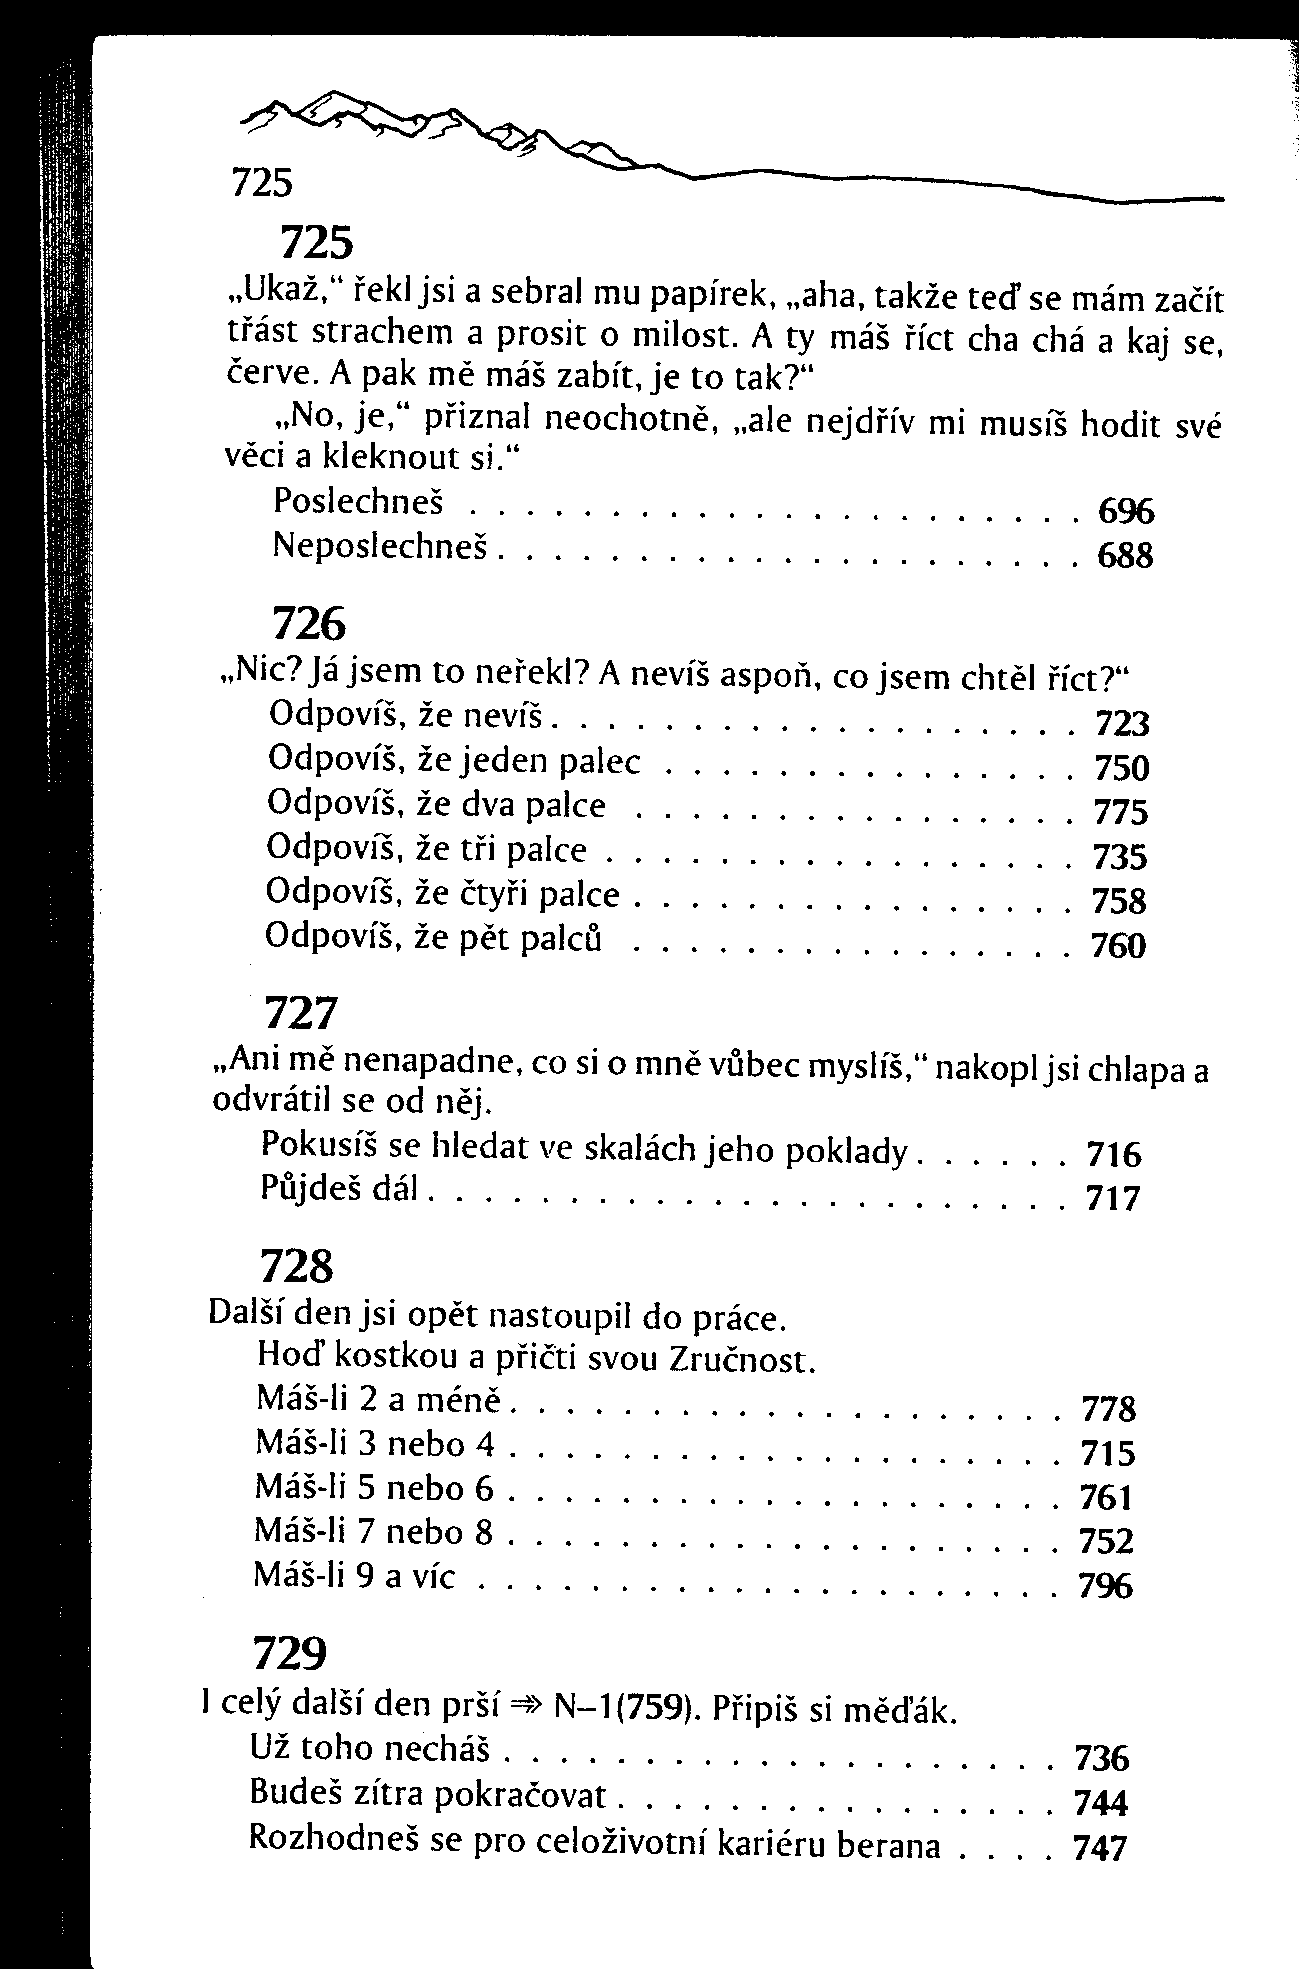 725
725
„Ukaž,“ řekl jsi a sebral mu papírek, „aha, takže teď se mám začít
třást strachem a prosit o milost. A ty máš říct cha chá a kaj se,
červe. A pak mě máš zabít, je to tak?“
„No, je,“ přiznal neochotně, „ale nejdřív mi musíš hodit své
věci a kleknout si.“
Poslechneš . . . . . . . . . . . . . . . . . . . . . . 696
Neposlechneš . . . . . . . . . . . . . . . . . . . . . 688
726
„Nic? Já jsem to neřekl? A nevíš aspoň, co jsem chtěl říct?“
Odpovíš, že nevíš . . . . . . . . . . . . . . . . . . . 723
Odpovíš, že jeden palec . . . . . . . . . . . . . . . 750
Odpovíš, že dva palce . . . . . . . . . . . . . . . . 775
Odpovíš, že tři palce . . . . . . . . . . . . . . . . . 735
Odpovíš, že čtyři palce . . . . . . . . . . . . . . . . 758
Odpovíš, že pět palců . . . . . . . . . . . . . . . . 760
727
„Ani mě nenapadne, co si o mně vůbec myslíš,“ nakopl jsi chlapa a
odvrátil se od něj.
Pokusíš se hledat ve skalách jeho poklady . . . . . . 716
Půjdeš dál . . . . . . . . . . . . . . . . . . . . . . . 717
728
Další den jsi opět nastoupil do práce.
Hoď kostkou a přičti svou Zručnost.
Máš-li 2 a méně . . . . . . . . . . . . . . . . . . . . 778
Máš-li 3 nebo 4 . . . . . . . . . . . . . . . . . . . . 715
Máš-li 5 nebo 6 . . . . . . . . . . . . . . . . . . . . 761
Máš-li 7 nebo 8 . . . . . . . . . . . . . . . . . . . . 752
Máš-li 9 a víc . . . . . . . . . . . . . . . . . . . . . 796
729
I celý další den prší ⇒ N–1(759). Připiš si měďák.
Už toho necháš . . . . . . . . . . . . . . . . . . . . 736
Budeš zítra pokračovat . . . . . . . . . . . . . . . . 744
Rozhodneš se pro celoživotní kariéru berana . . . . 747